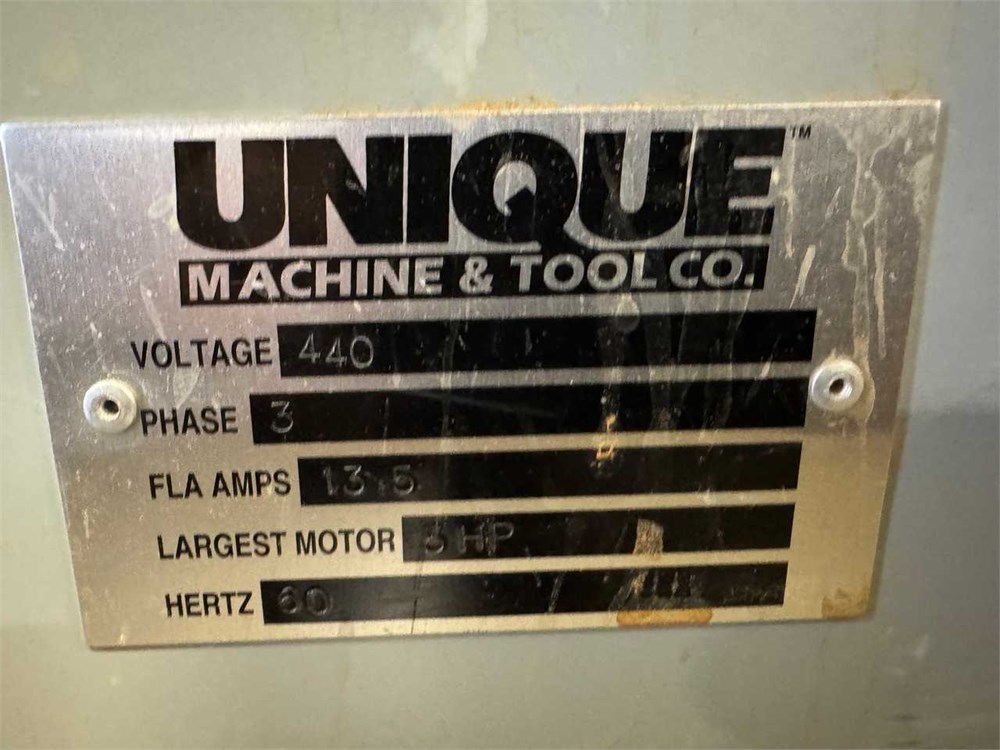 UNIQUE™
MACHINE & TOOL CO.
VOLTAGE 440
PHASE 3
FLA AMPS 13.5
LARGEST MOTOR HP
HERTZ 60